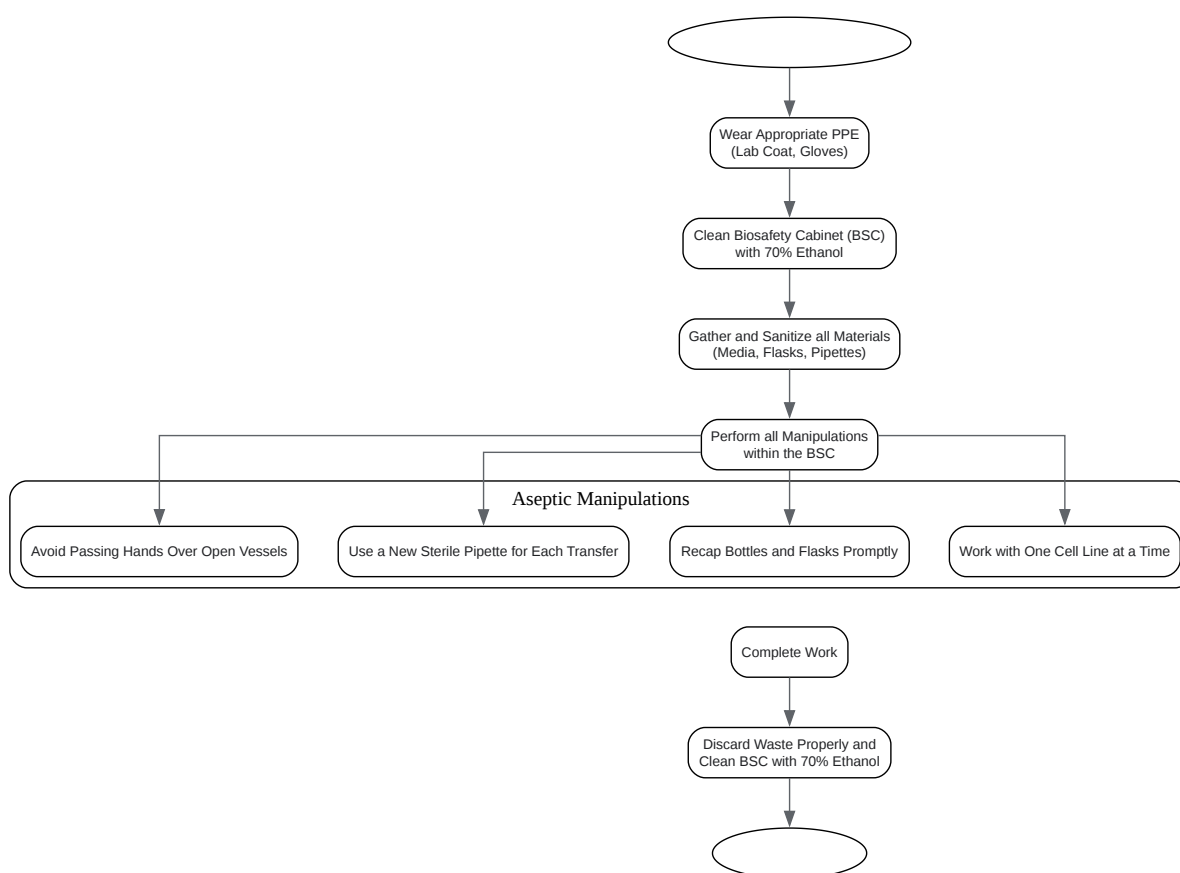 Wear Appropriate PPE
(Lab Coat, Gloves)
Clean Biosafety Cabinet (BSC)
with 70% Ethanol
Gather and Sanitize all Materials
(Media, Flasks, Pipettes)
Perform all Manipulations
within the BSC
Aseptic Manipulations
Avoid Passing Hands Over Open Vessels
Use a New Sterile Pipette for Each Transfer
Recap Bottles and Flasks Promptly
Work with One Cell Line at a Time
Complete Work
Discard Waste Properly and
Clean BSC with 70% Ethanol